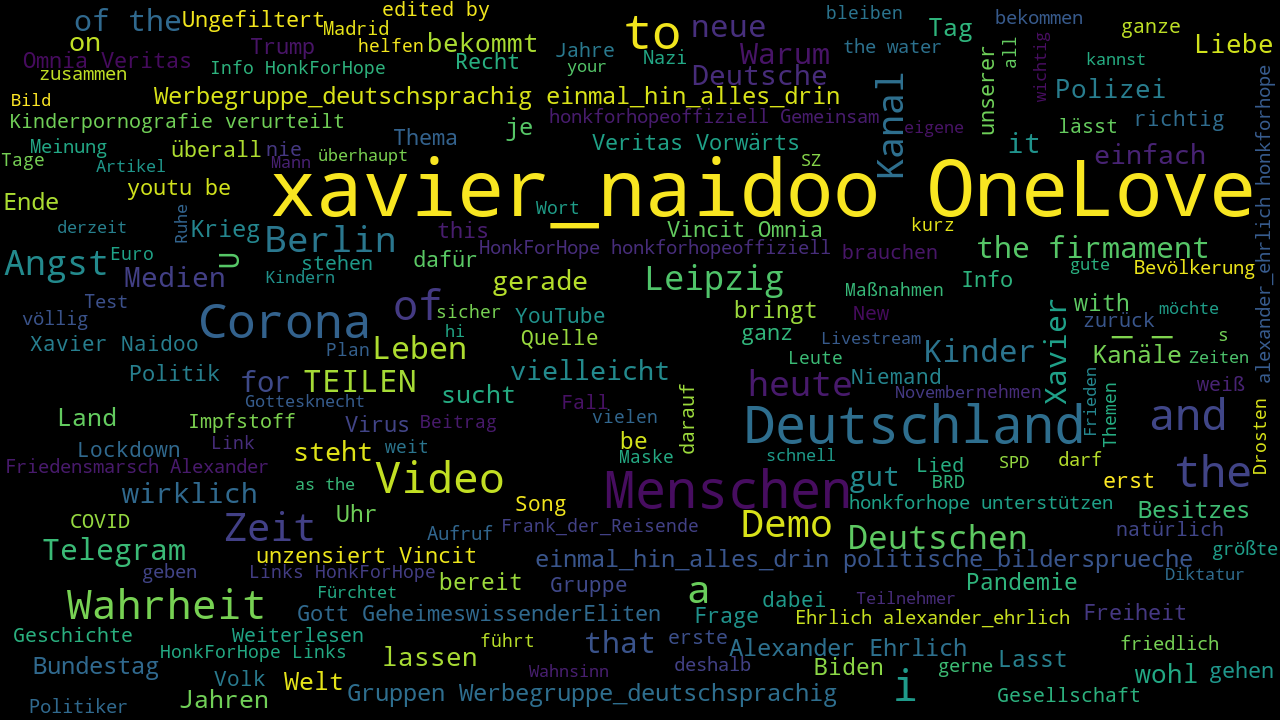 of the
Ungefiltert
Madrid
edited by
to
neue
bleiben
Tag
bekommen
ganze
Liebe
on
Omnia Veritas
Trump
helfen
bekommt
Recht
Jahre
your
Nazi
Warum
Deutsche
the water
Kanal
unserer
all
wichtig
kannst
zusammen
Info HonkForHope
Werbegruppe_deutschsprachig einmal_hin_alles_drin
Polizei
Bild
Kinderpornografie verurteilt
honkforhopeoffiziell Gemeinsam
eigene
lässt
richtig
Meinung
überall
nie
Thema
je
Veritas Vorwärts
it
einfach
Tage
Artikel
Mann
überhaupt
SZ
youtu be
xavier_naidoo OneLove
Ende
Ruhe
Wort
kurz
derzeit
Krieg
Berlin
this
Vincit Omnia
HonkForHope honkforhopeoffiziell
brauchen
the firmament
alexander_ehrlich honkforhope
Angst
Euro
u
stehen
dafür
Medien
Kindern
gerade
Leipzig
Info
gute
Bevölkerung
Maßnahmen
Test
völlig
Corona
of
sicher
YouTube
bringt
New
with
möchte
zurück
Xavier
hi
Quelle
ganz
Livestream
s
Xavier Naidoo
Plan
Leben
Leute
Kinder
Kanäle
Zeiten
Politik
for
TEILEN
vielleicht
heute
Niemand
weiß
Gottesknecht
sucht
Fall
Novembernehmen
Frieden
Themen
Land
Impfstoff
Virus
Beitrag
vielen
darauf
Deutschland
and
Drosten
Lockdown
Link
weit
be
Maske
schnell
steht
Friedensmarsch Alexander
Video
Lied
SPD
darf
the
as the
gut
BRD
erst
wirklich
Menschen
honkforhope unterstützen
Song
Uhr
COVID
Zeit
Aufruf
Frank_der_Reisende
Demo
Deutschen
Besitzes
natürlich
Telegram
unzensiert Vincit
einmal_hin_alles_drin politische_bildersprueche
größte
geben
Links HonkForHope
bereit
Gruppe
Pandemie
Diktatur
Wahrheit
Fürchtet
a
dabei
Teilnehmer
Gott GeheimeswissenderEliten
Frage
Ehrlich alexander_ehrlich
Freiheit
Geschichte
Weiterlesen
führt
that
erste
Alexander Ehrlich
friedlich
HonkForHope Links
lassen
deshalb
Biden
gerne
Lasst
Bundestag
Volk
Welt
Wahnsinn
wohl
gehen
Politiker
Jahren
Gruppen Werbegruppe_deutschsprachig
i
Gesellschaft